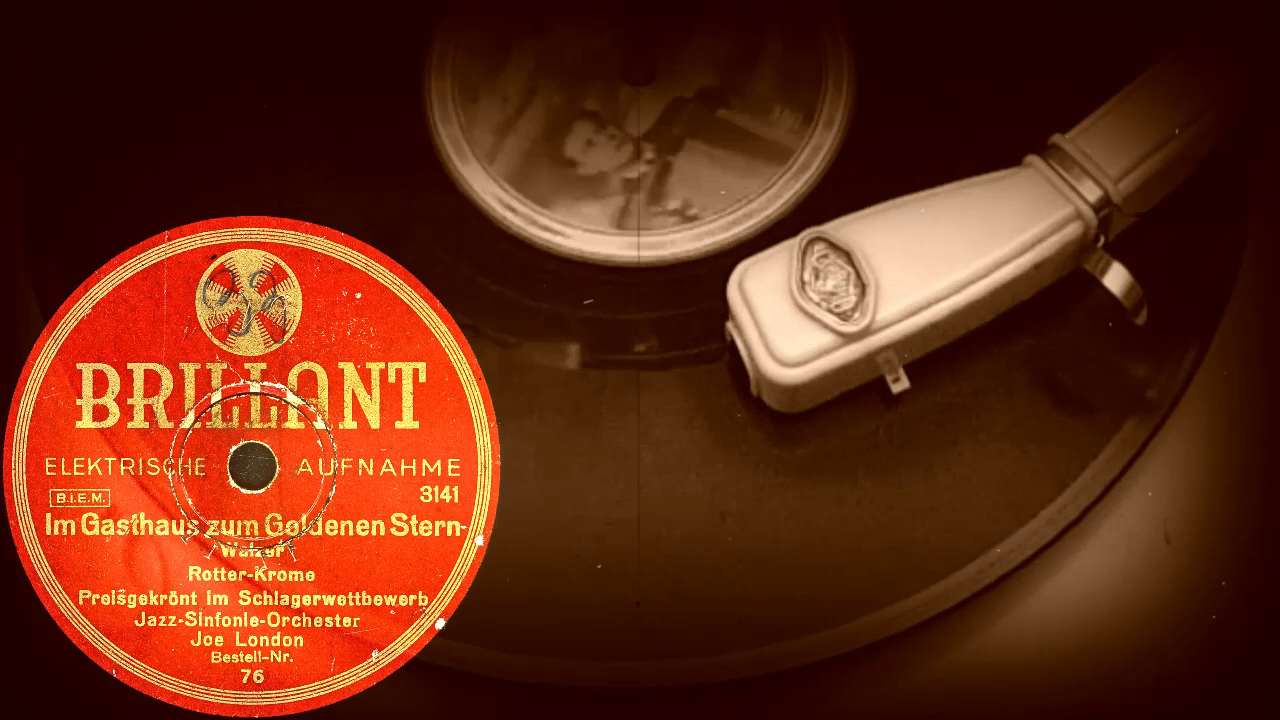 BRILLANT
ELEKTRISCHE AUFNAHME
B.I.E.M. 3141
Im Gasthaus zum Goldenen Stern-
Walzer
Rotter-Krome
Preisgekrönt im Schlagerwettbewerb
Jazz-Sinfonie-Orchester
Joe London
Bestell-Nr.
76